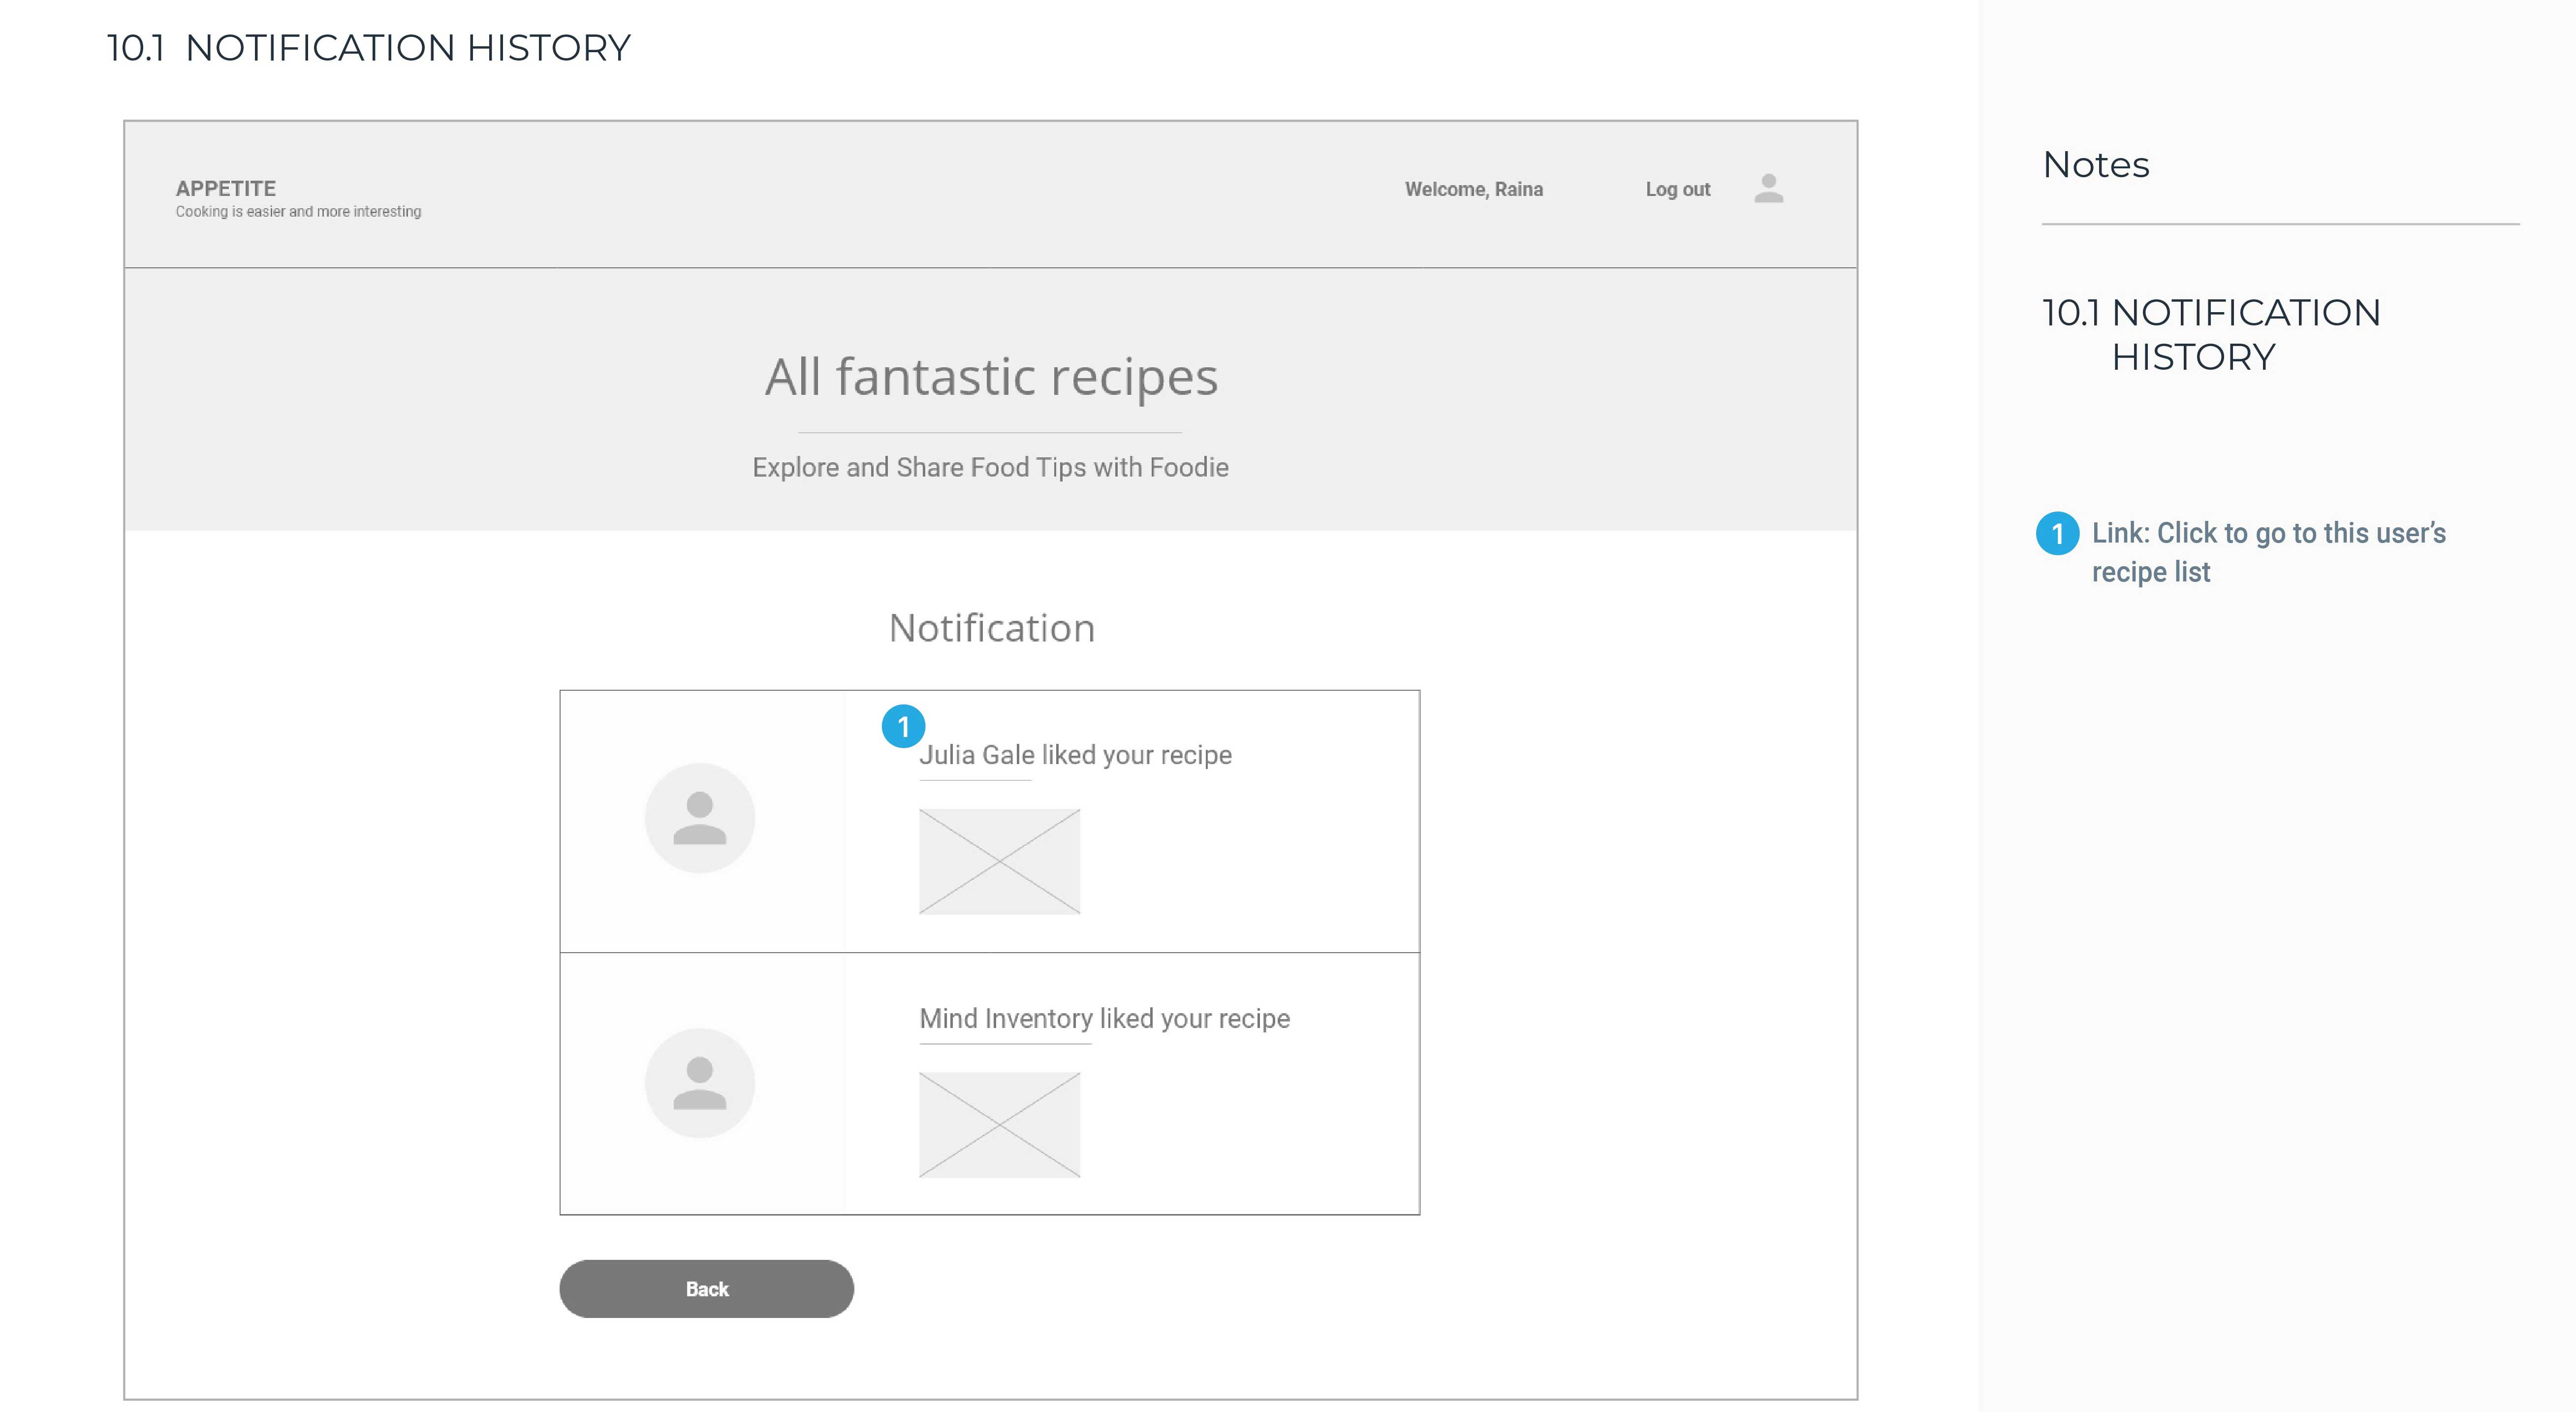 10.1 NOTIFICATION HISTORY
APPETITE
Cooking is easier and more interesting
Welcome, Raina
Log out
All fantastic recipes
Explore and Share Food Tips with Foodie
Notification
1
Julia Gale liked your recipe
Mind Inventory liked your recipe
Back
Notes
10.1 NOTIFICATION
HISTORY
1 Link: Click to go to this user’s
recipe list